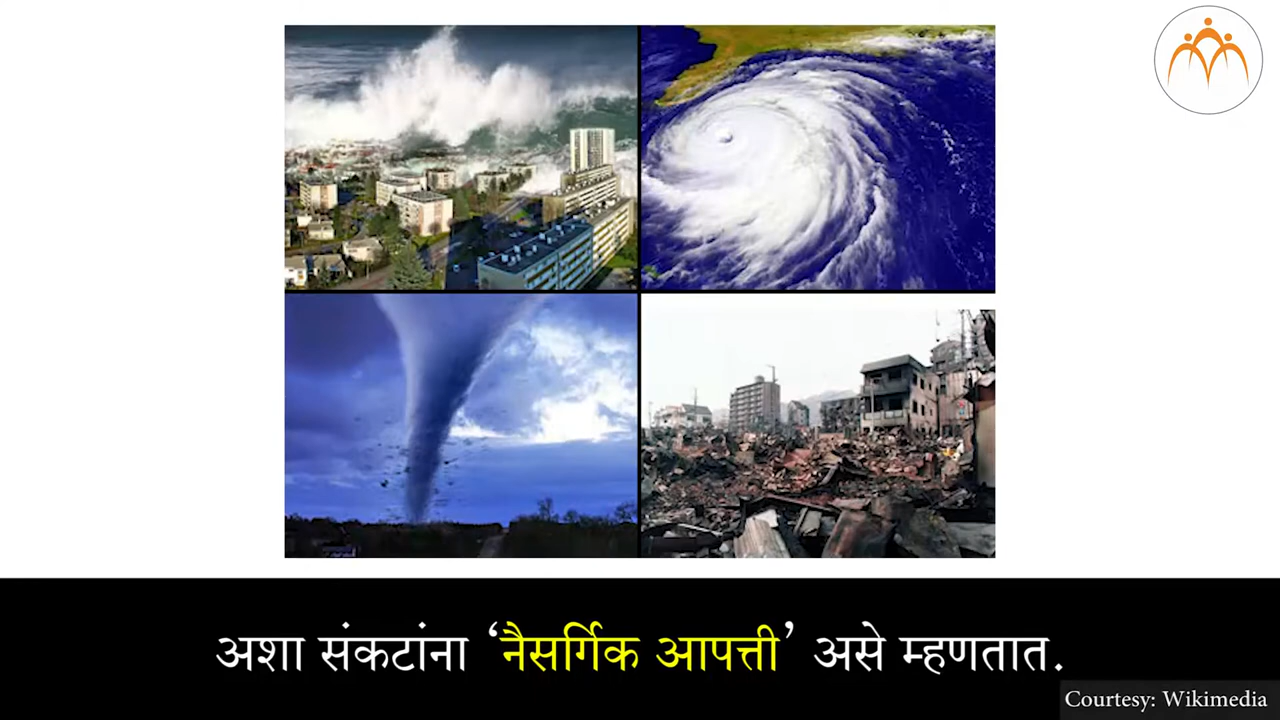 अशा संकटांना ‘नैसर्गिक आपत्ती’ असे म्हणतात.
Courtesy: Wikimedia